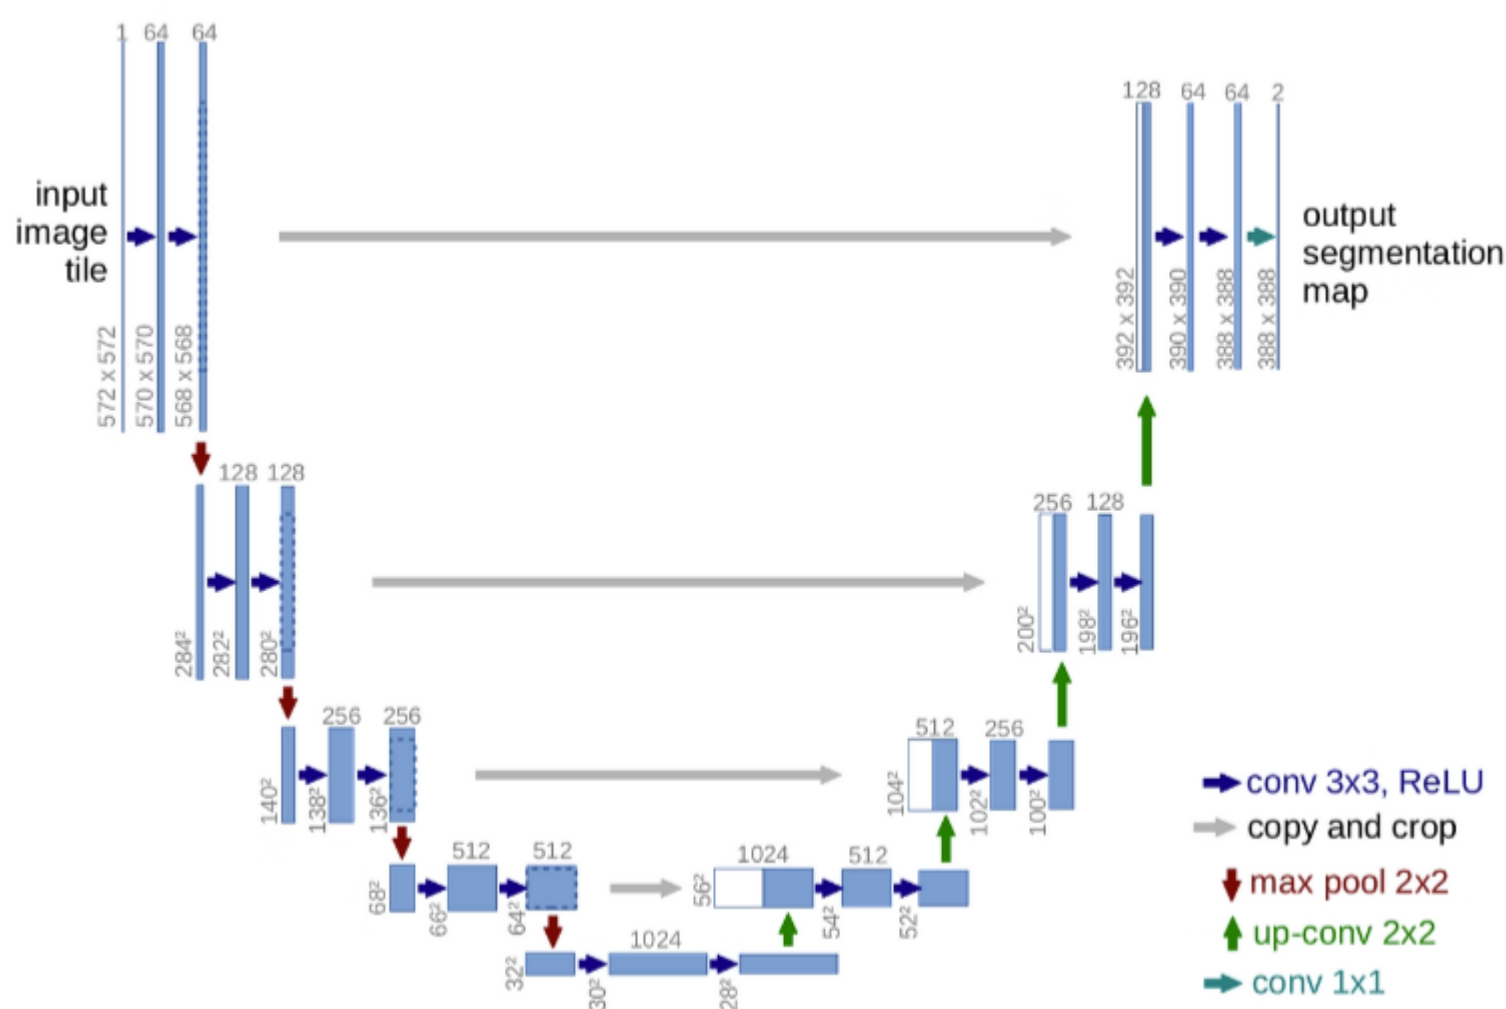 1 64 64
128 64 64 2
input
image
tile
output
segmentation
map
572 x 572
570 x 570
568 x 568
392 x 392
390 x 390
388 x 388
388 x 388
128 128
256 128
284²
282²
280²
200²
198²
196²
256 256
512 256
140²
138²
136²
104²
102²
100²
512 512
1024 512
68²
66²
64²
56²
54²
52²
1024
32²
30²
28²
conv 3x3, ReLU
copy and crop
max pool 2x2
up-conv 2x2
conv 1x1